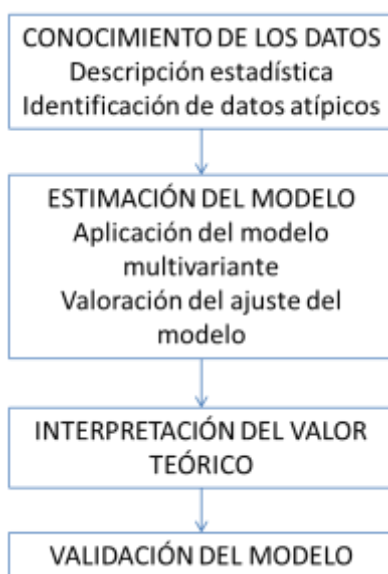 CONOCIMIENTO DE LOS DATOS
Descripción estadística
Identificación de datos atípicos
ESTIMACIÓN DEL MODELO
Aplicación del modelo
multivariante
Valoración del ajuste del
modelo
INTERPRETACIÓN DEL VALOR
TEÓRICO
VALIDACIÓN DEL MODELO